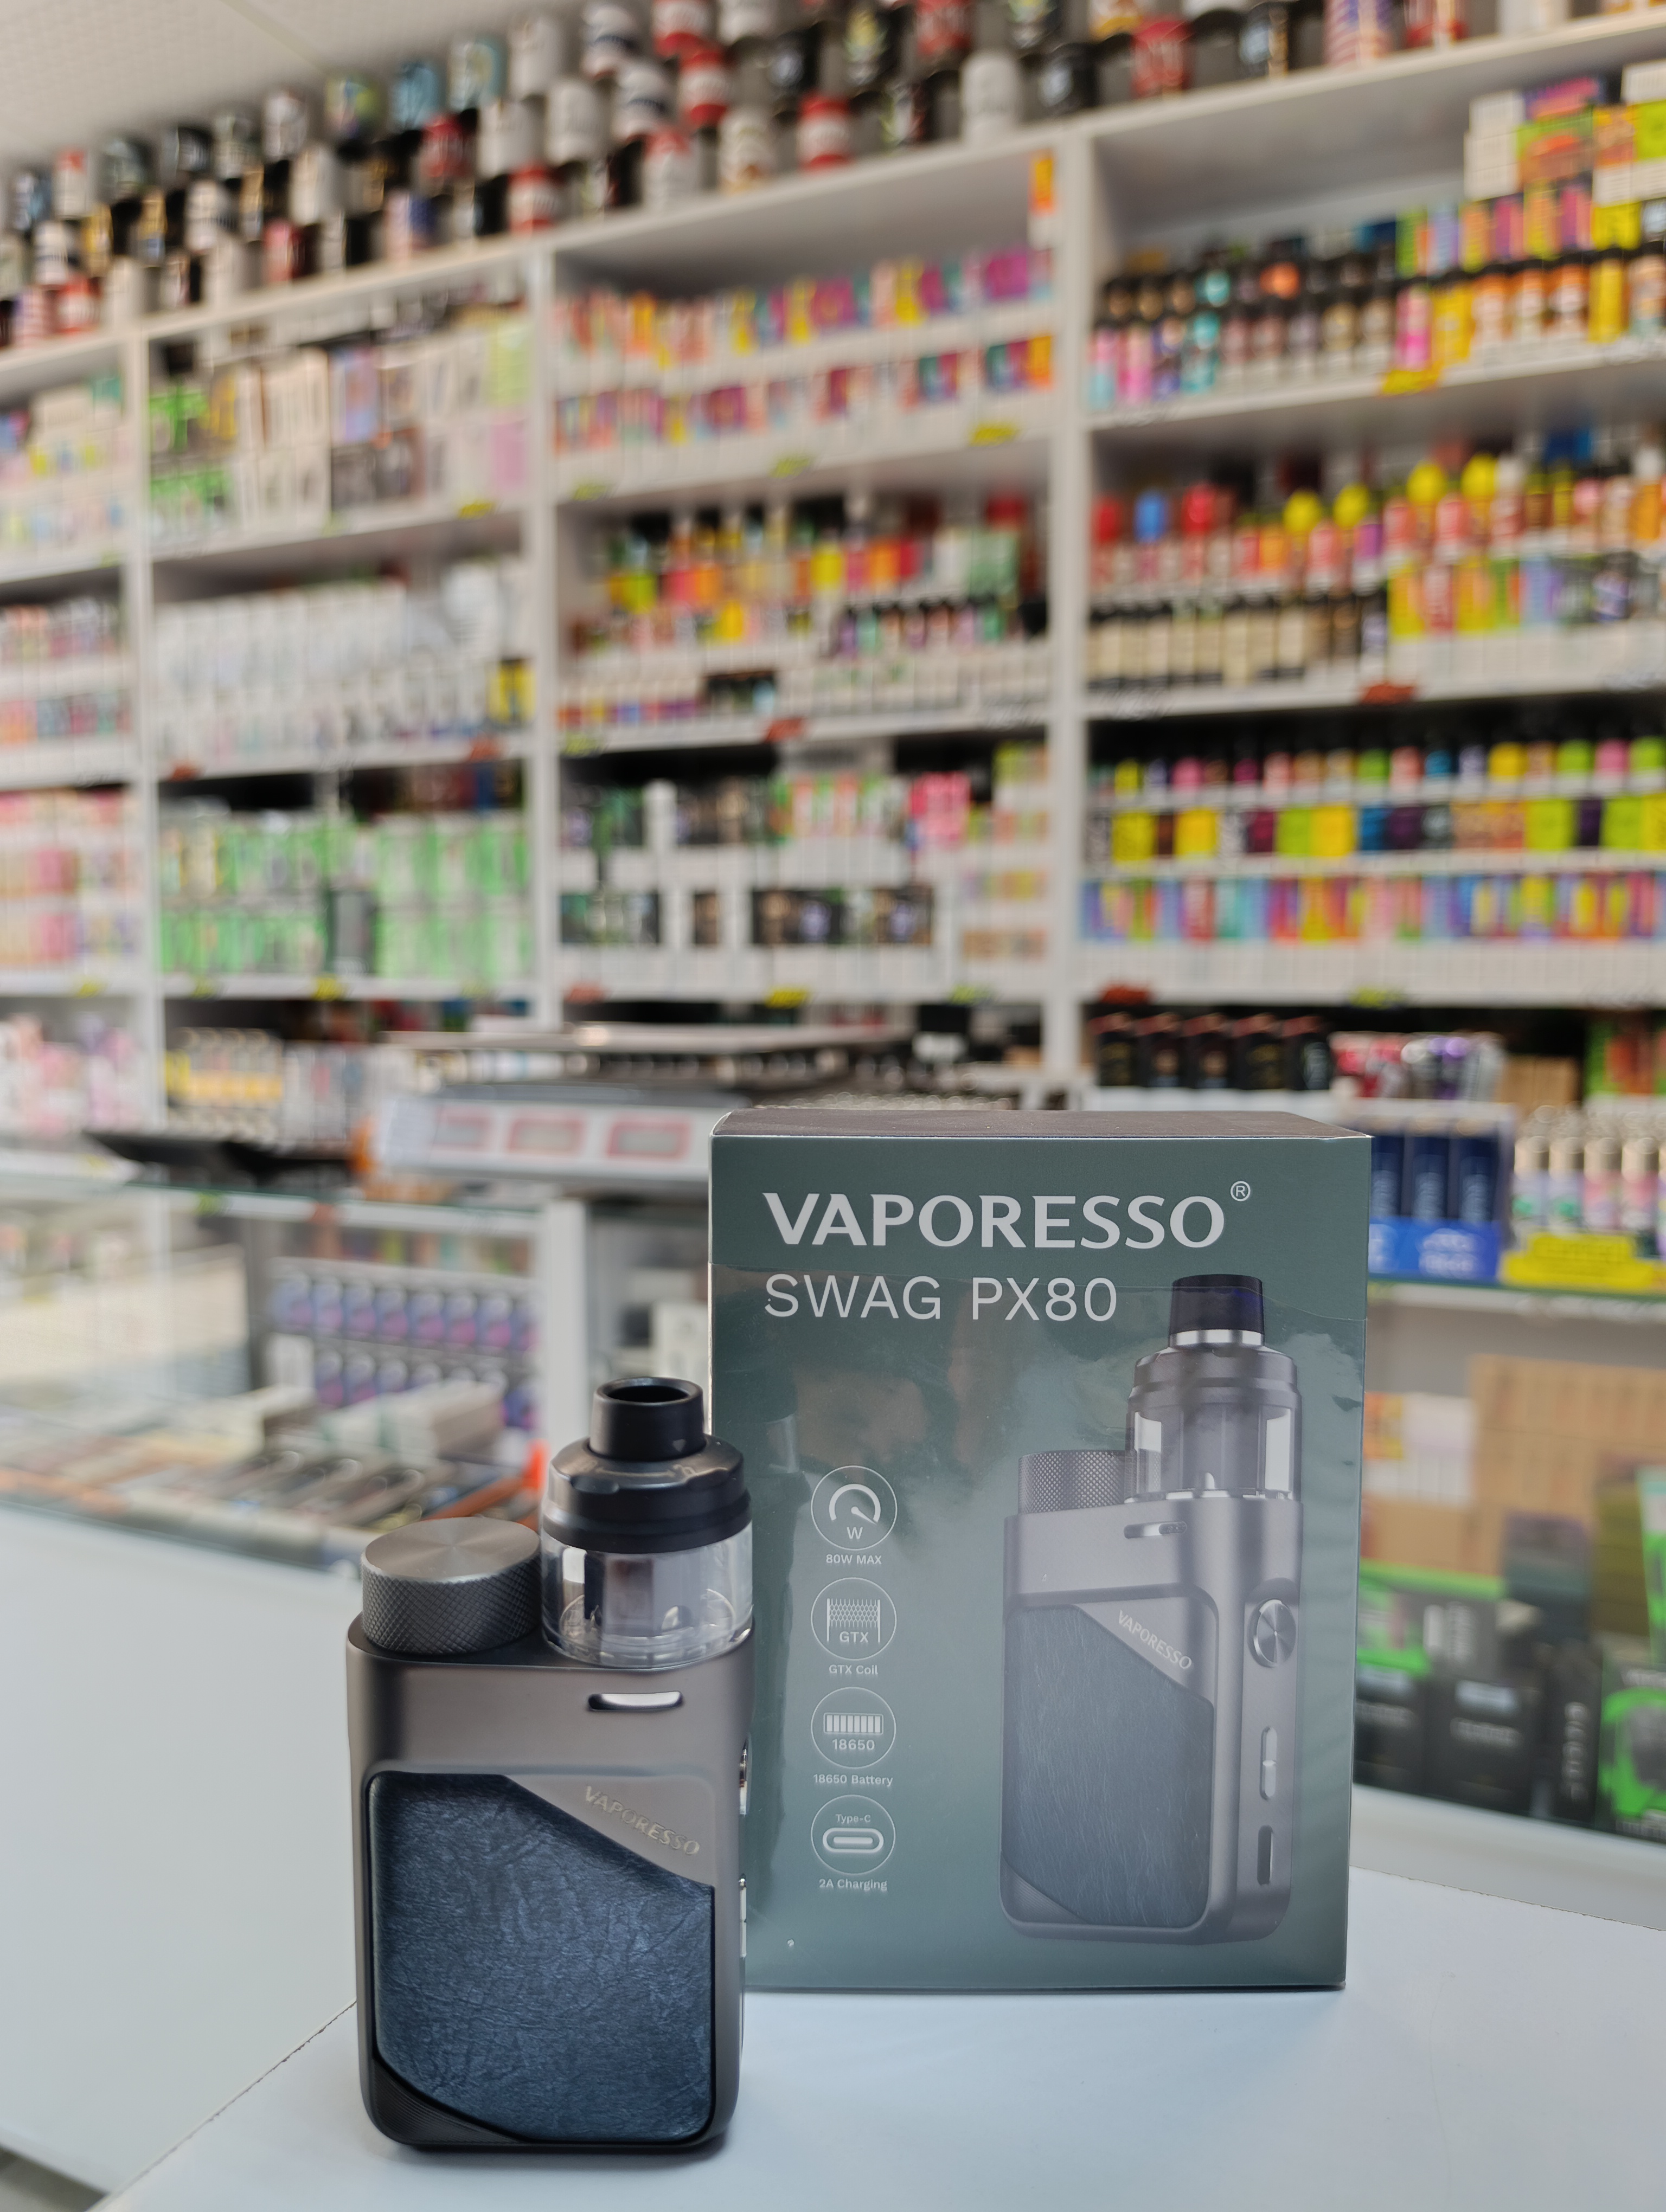 VAPORESSO®
SWAG PX80
W
80W MAX
GTX
GTX Coil
18650
18650 Battery
Type-C
2A Charging
VAPORESSO
VAPORESSO